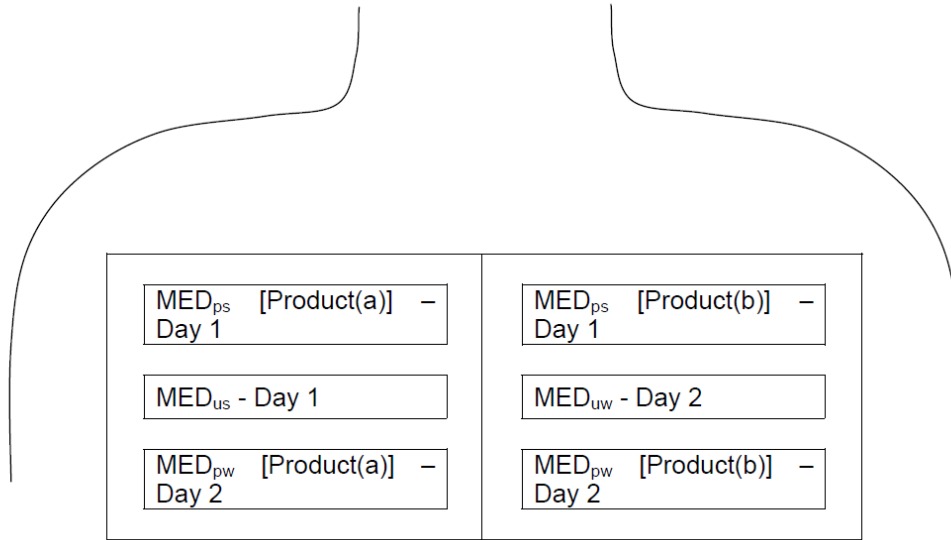 MEDps [Product(a)] –
Day 1
MEDps [Product(b)] –
Day 1
MEDus - Day 1
MEDuw - Day 2
MEDpw [Product(a)] –
Day 2
MEDpw [Product(b)] –
Day 2